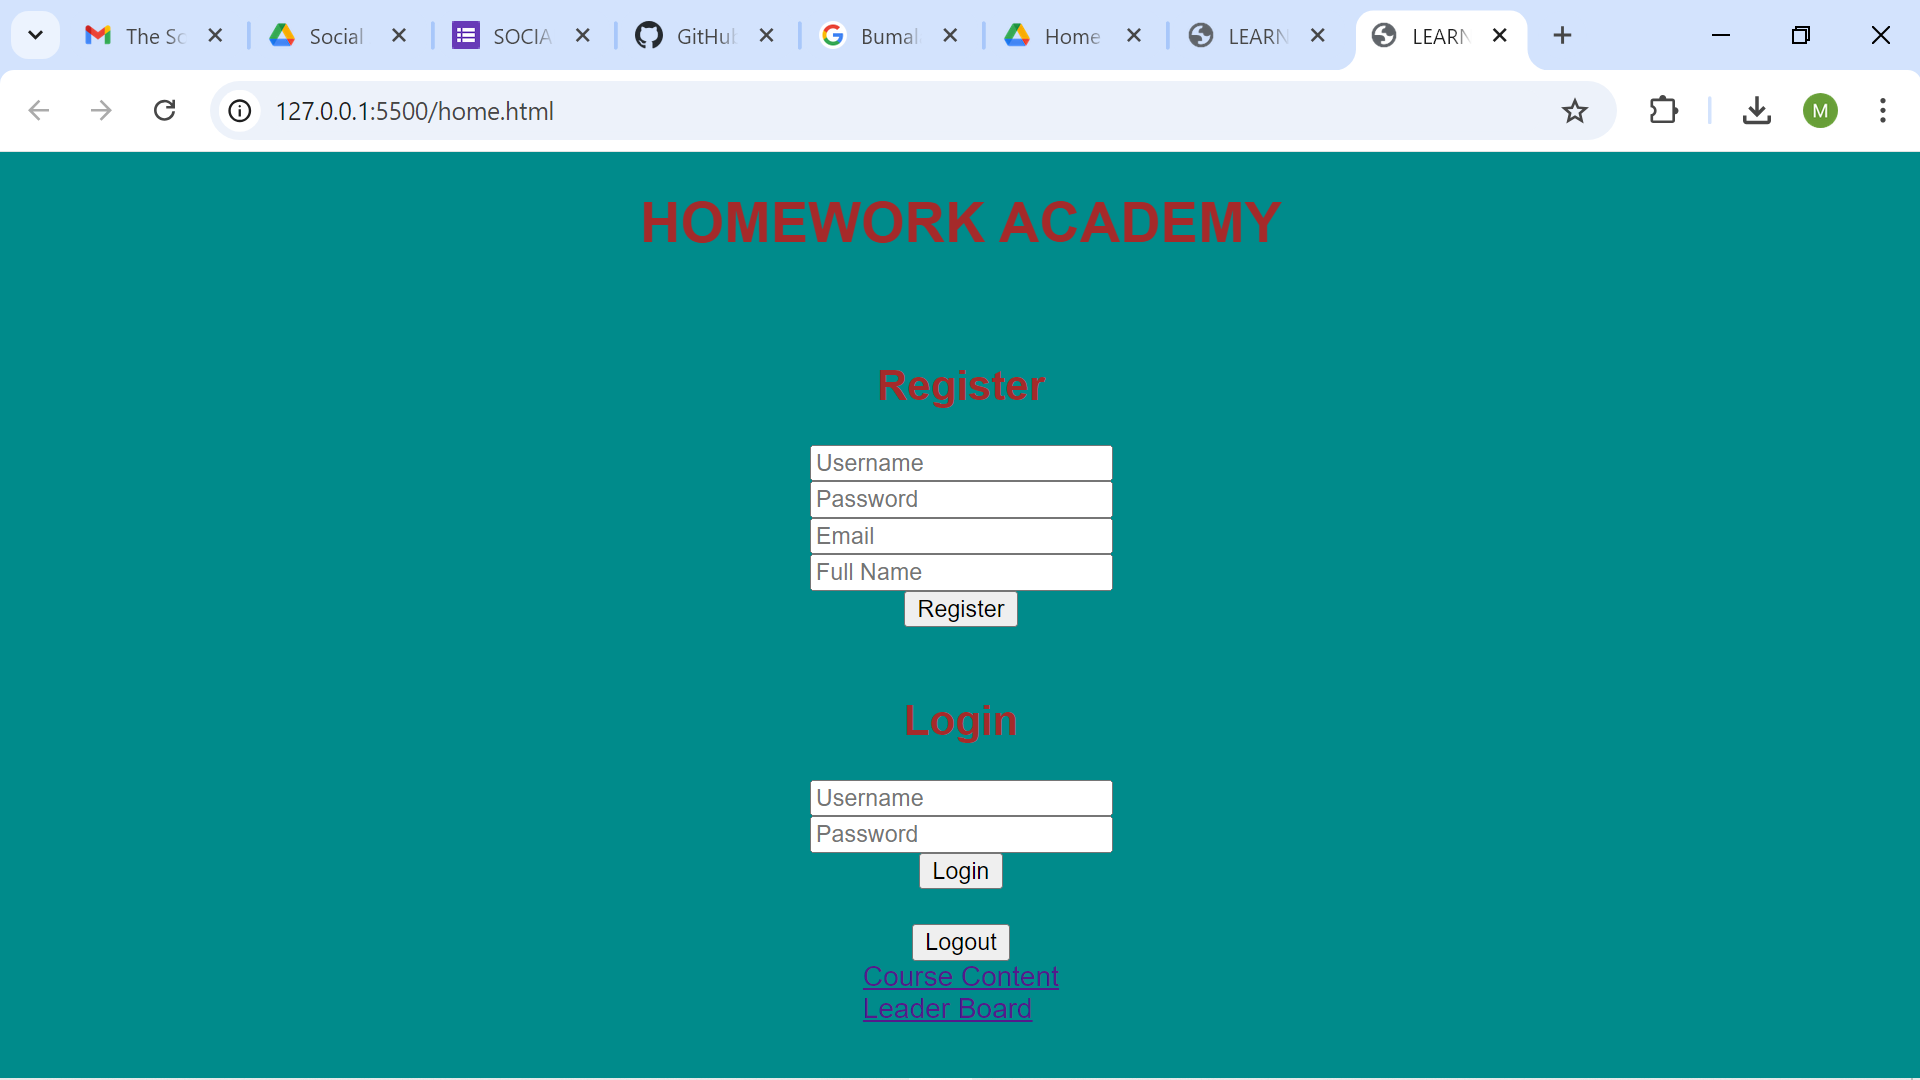 The Sc
Social
SOCIA
GitHub
Bumal
Home
LEARN
LEARN
127.0.0.1:5500/home.html
M
HOMEWORK ACADEMY
Register
Username
Password
Email
Full Name
Register
Login
Username
Password
Login
Logout
Course Content
Leader Board